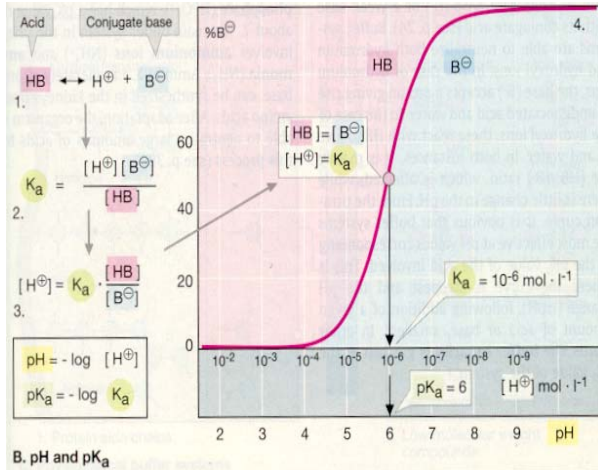 Acid
Conjugate base
HB ↔ H⊕ + B⊖
1.
Ka = [H⊕] [B⊖] / [HB]
2.
[H⊕] = Ka · [HB] / [B⊖]
3.
pH = - log [H⊕]
pKa = - log Ka
%B⊖
4.
HB
B⊖
[HB] = [B⊖]
[H⊕] = Ka
60
40
20
0
Ka = 10-6 mol · l-1
10-2 10-3 10-4 10-5 10-6 10-7 10-8 10-9
pKa = 6
[H⊕] mol · l-1
2 3 4 5 6 7 8 9 pH
B. pH and pKa